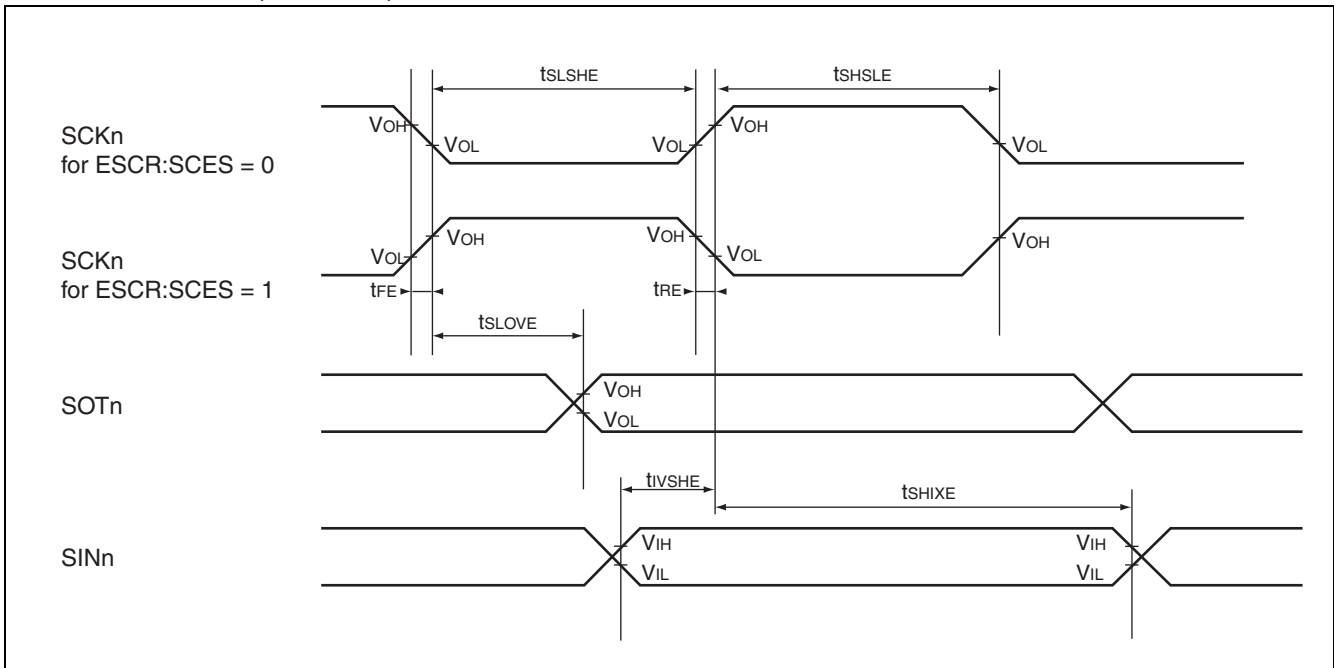 tSLSHE
tSHSLE
SCKn
for ESCR:SCES = 0
VOH
VOL
VOL
VOH
VOL
SCKn
for ESCR:SCES = 1
VOL
VOH
VOH
VOL
VOH
tFE
tRE
tSLOVE
SOTn
VOH
VOL
tIVSHE
tSHIXE
SINn
VIH
VIL
VIH
VIL